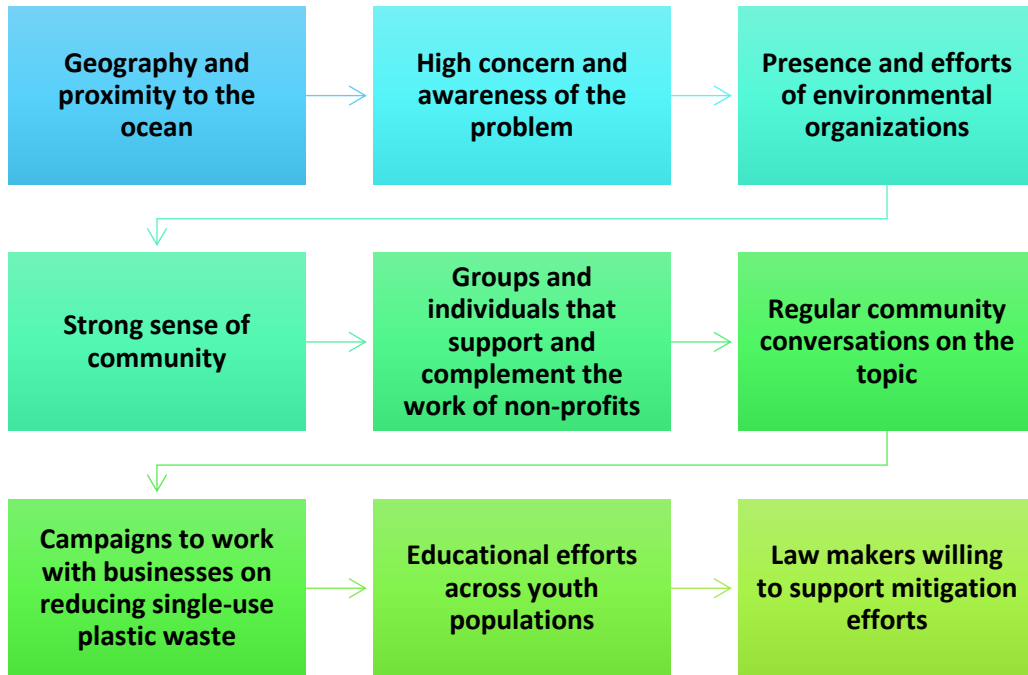 Geography and
proximity to the
ocean
High concern and
awareness of the
problem
Presence and efforts
of environmental
organizations
Strong sense of
community
Groups and
individuals that
support and
complement the
work of non-profits
Regular community
conversations on the
topic
Campaigns to work
with businesses on
reducing single-use
plastic waste
Educational efforts
across youth
populations
Law makers willing
to support mitigation
efforts